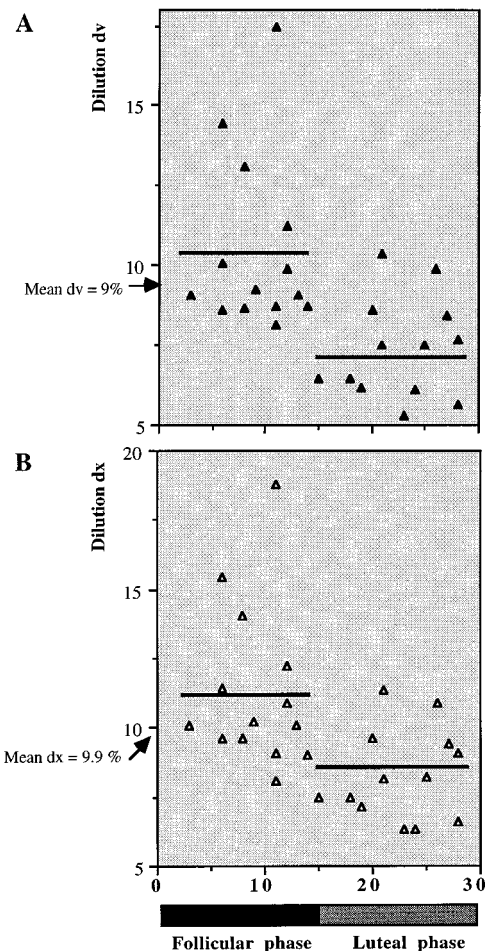 A
Dilution dv
15
10
Mean dv = 9%
5
B
Dilution dx
20
15
10
Mean dx = 9.9 %
5
0 10 20 30
Follicular phase Luteal phase